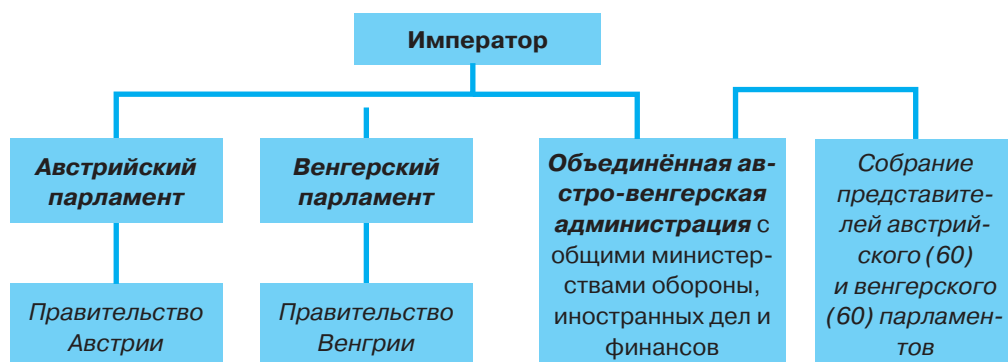 Император
Австрийский
парламент
Венгерский
парламент
Объединённая ав-
стро-венгерская
администрация с
общими министер-
ствами обороны,
иностранных дел и
финансов
Собрание
представите-
лей австрий-
ского (60)
и венгерского
(60) парламен-
тов
Правительство
Австрии
Правительство
Венгрии